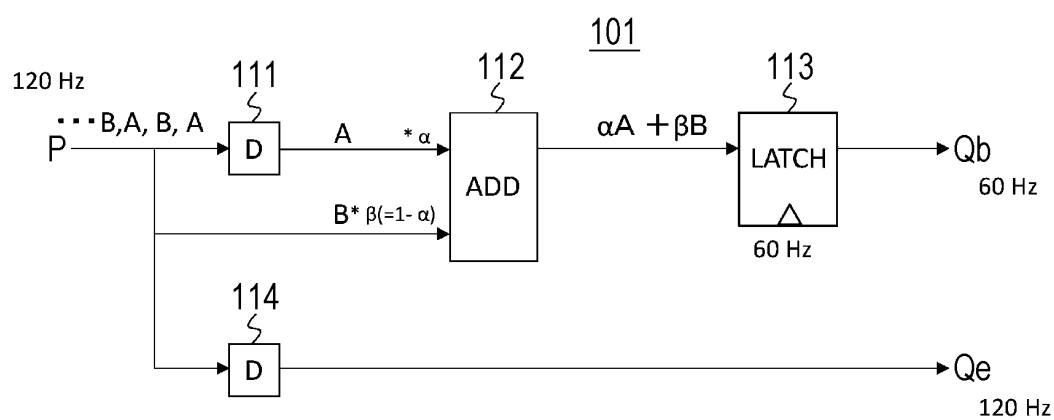 101
120 Hz
111
112
113
···B,A, B, A
P
D
A
* α
ADD
αA + βB
LATCH
Qb
60 Hz
B* β(=1- α)
60 Hz
114
D
Qe
120 Hz